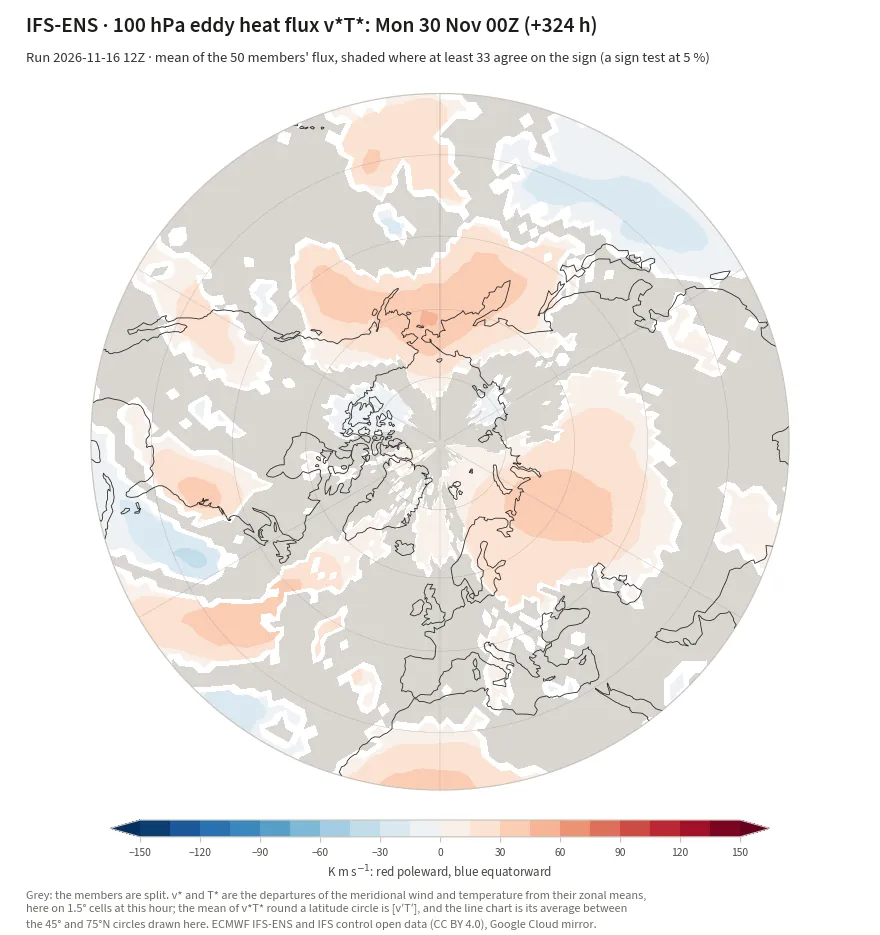 IFS-ENS · 100 hPa eddy heat flux v*T*: Mon 30 Nov 00Z (+324 h)
Run 2026-11-16 12Z · mean of the 50 members' flux, shaded where at least 33 agree on the sign (a sign test at 5 %)
−150 −120 −90 −60 −30 0 30 60 90 120 150
K m s⁻¹: red poleward, blue equatorward
Grey: the members are split. v* and T* are the departures of the meridional wind and temperature from their zonal means,
here on 1.5° cells at this hour; the mean of v*T* round a latitude circle is [v′T′], and the line chart is its average between
the 45° and 75°N circles drawn here. ECMWF IFS-ENS and IFS control open data (CC BY 4.0), Google Cloud mirror.